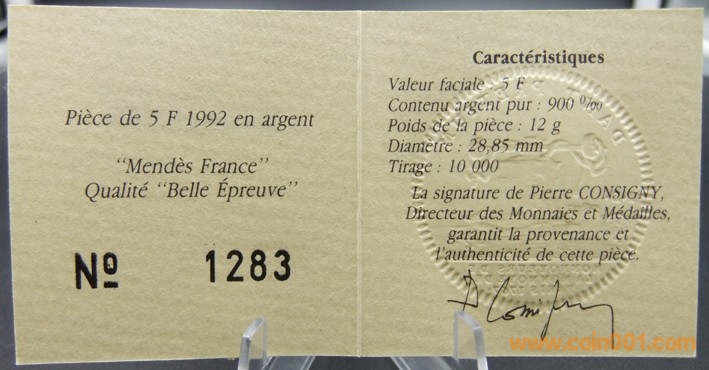 Pièce de 5 F 1992 en argent
"Mendès France"
Qualité "Belle Épreuve"
Nº 1283
Caractéristiques
Valeur faciale : 5 F
Contenu argent pur : 900 ⁰/₀₀
Poids de la pièce : 12 g
Diamètre : 28,85 mm
Tirage : 10 000
La signature de Pierre CONSIGNY,
Directeur des Monnaies et Médailles,
garantit la provenance et
l'authenticité de cette pièce.
www.coin001.com